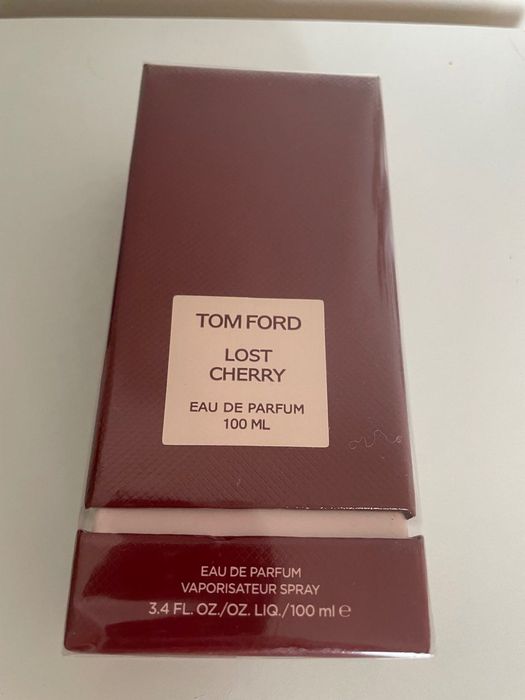 TOM FORD
LOST
CHERRY
EAU DE PARFUM
100 ML
EAU DE PARFUM
VAPORISATEUR SPRAY
3.4 FL. OZ./OZ. LIQ./100 ml ℮